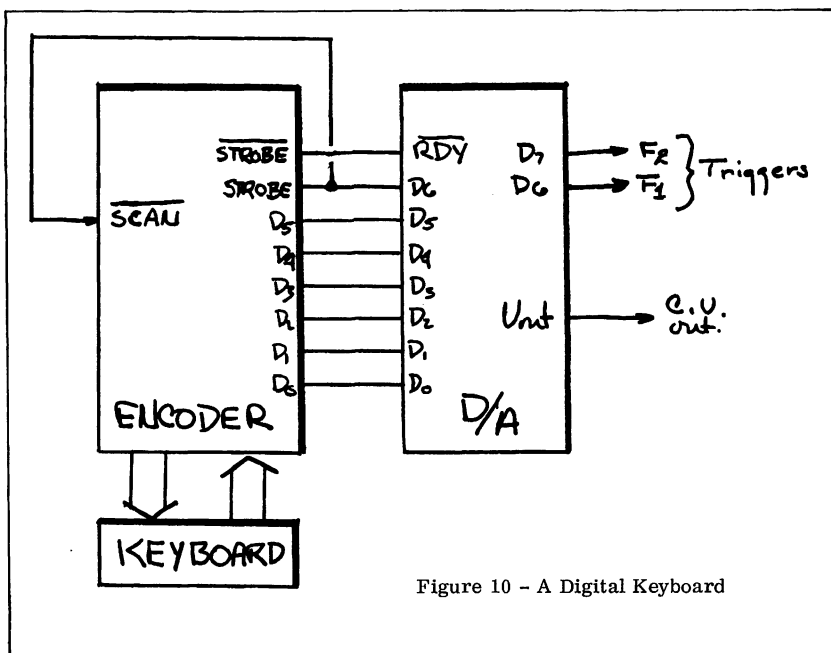 STROBE
STROBE
SCAN
D5
D4
D3
D2
D1
D0
ENCODER
KEYBOARD
RDY
D6
D5
D4
D3
D2
D1
D0
D/A
D7
D6
Vout
F2
F1
Triggers
C.V. out.
Figure 10 - A Digital Keyboard